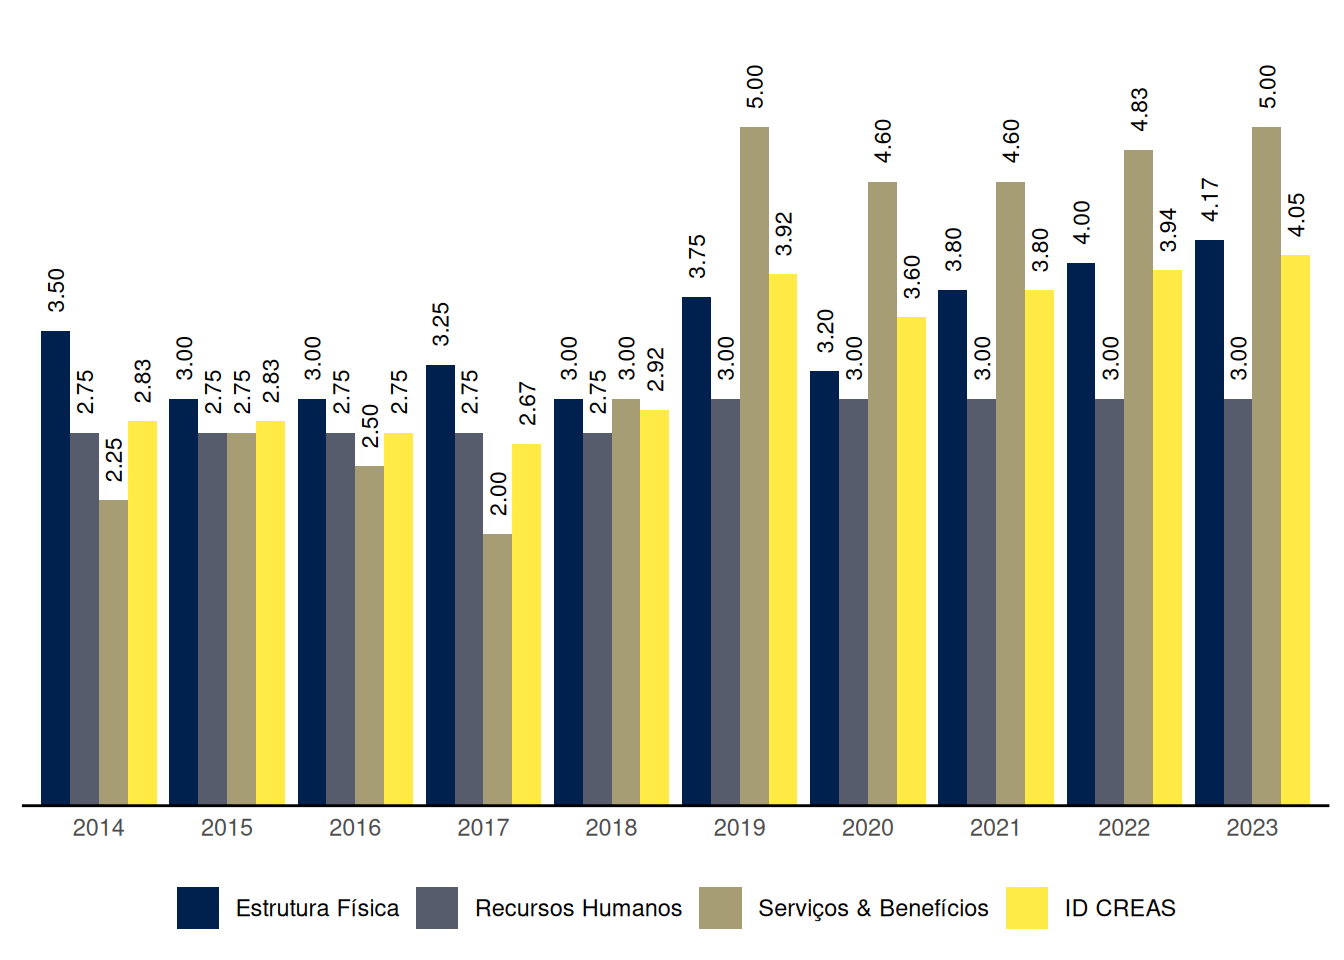 3.50 2.75 2.25 2.83
3.00 2.75 2.75 2.83
3.00 2.75 2.50 2.75
3.25 2.75 2.00 2.67
3.00 2.75 3.00 2.92
3.75 3.00 5.00 3.92
3.20 3.00 4.60 3.60
3.80 3.00 4.60 3.80
4.00 3.00 4.83 3.94
4.17 3.00 5.00 4.05
2014 2015 2016 2017 2018 2019 2020 2021 2022 2023
Estrutura Física Recursos Humanos Serviços & Benefícios ID CREAS